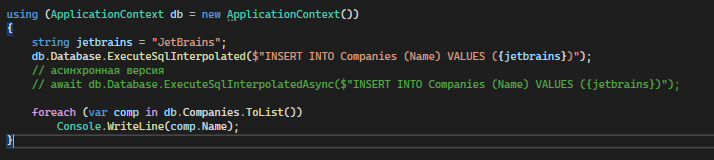 using (ApplicationContext db = new ApplicationContext())
{
    string jetbrains = "JetBrains";
    db.Database.ExecuteSqlInterpolated($"INSERT INTO Companies (Name) VALUES ({jetbrains})");
    // асинхронная версия
    // await db.Database.ExecuteSqlInterpolatedAsync($"INSERT INTO Companies (Name) VALUES ({jetbrains})");

    foreach (var comp in db.Companies.ToList())
        Console.WriteLine(comp.Name);
}